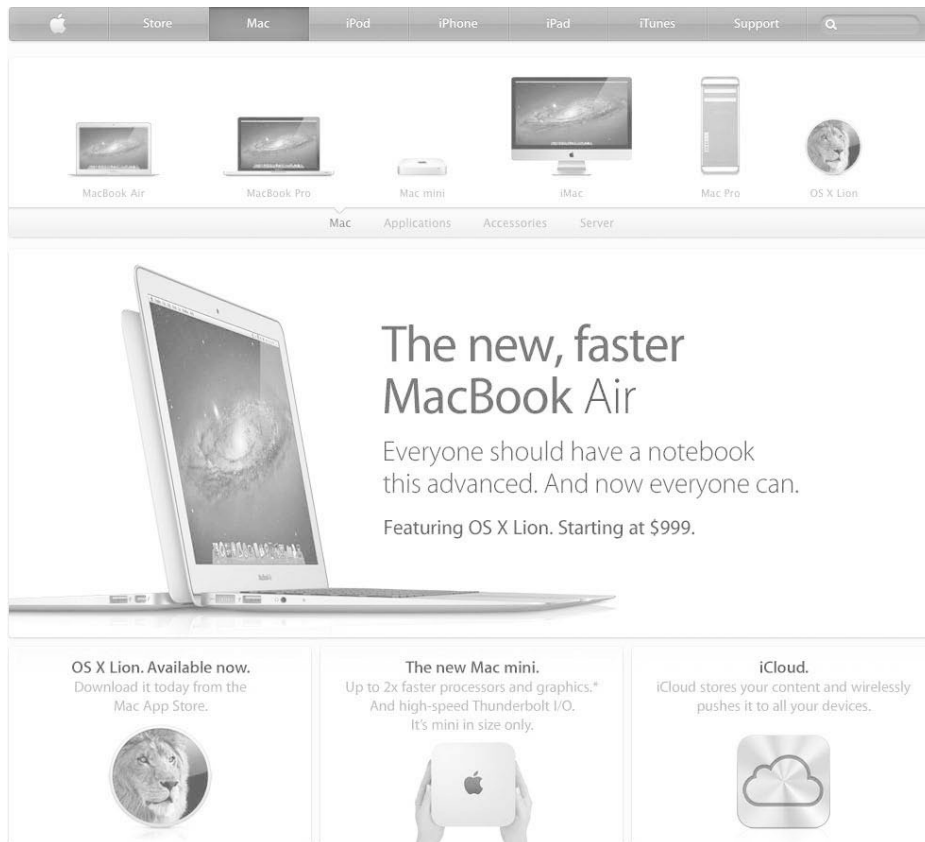 Store Mac iPod iPhone iPad iTunes Support
MacBook Air MacBook Pro Mac mini iMac Mac Pro OS X Lion
Mac Applications Accessories Server
The new, faster
MacBook Air
Everyone should have a notebook
this advanced. And now everyone can.
Featuring OS X Lion. Starting at $999.
OS X Lion. Available now.
Download it today from the
Mac App Store.
The new Mac mini.
Up to 2x faster processors and graphics.*
And high-speed Thunderbolt I/O.
It's mini in size only.
iCloud.
iCloud stores your content and wirelessly
pushes it to all your devices.